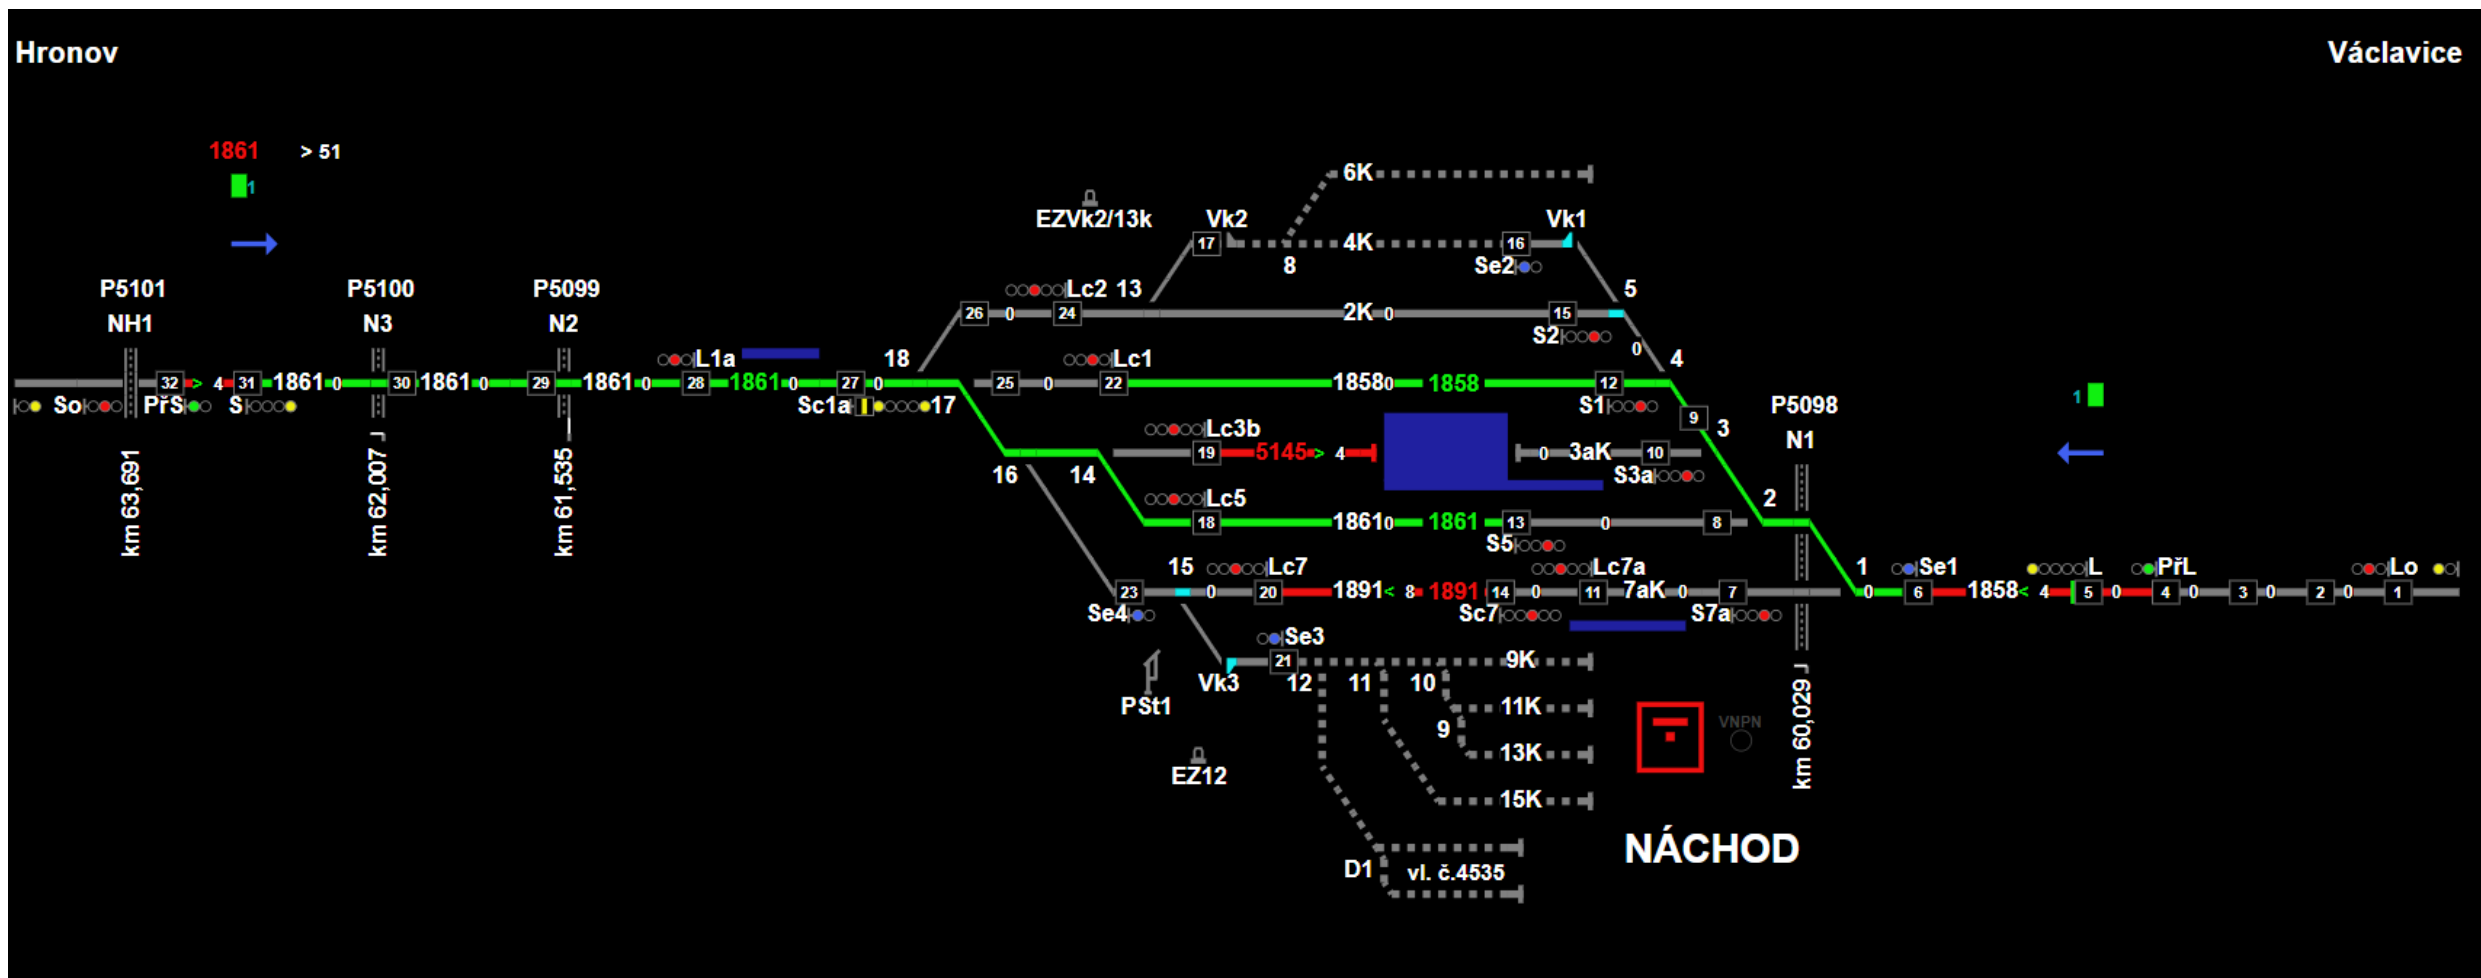 Hronov
Václavice
1861 > 51
1
6K
EZVk2/13k
Vk2
Vk1
17
4K
16
8
Se2
P5101
P5100
P5099
Lc2 13
5
NH1
N3
N2
26 0 24
2K 0
15
S2
0
L1a
18
Lc1
4
32 > 4 31 1861 0 30 1861 0 29 1861 0 28 1861 0 27 0
25 0 22
1858 0 1858
12
1
So
PřS
S
Sc1a
17
S1
9
3
P5098
N1
Lc3b
19 5145 > 4
0 3aK 10
S3a
16
14
km 63,691
km 62,007
km 61,535
Lc5
2
18
1861 0 1861 13
0
8
S5
15
Lc7
Lc7a
1
Se1
L
PřL
Lo
23
0
20
1891 < 8 1891 14 0 11 7aK 0 7
0 6 1858 < 4 5 0 4 0 3 0 2 0 1
Se4
Sc7
S7a
Se3
21
9K
Vk3
12
11
10
PSt1
11K
9
VNPN
km 60,029
13K
EZ12
15K
NÁCHOD
D1
vl. č.4535